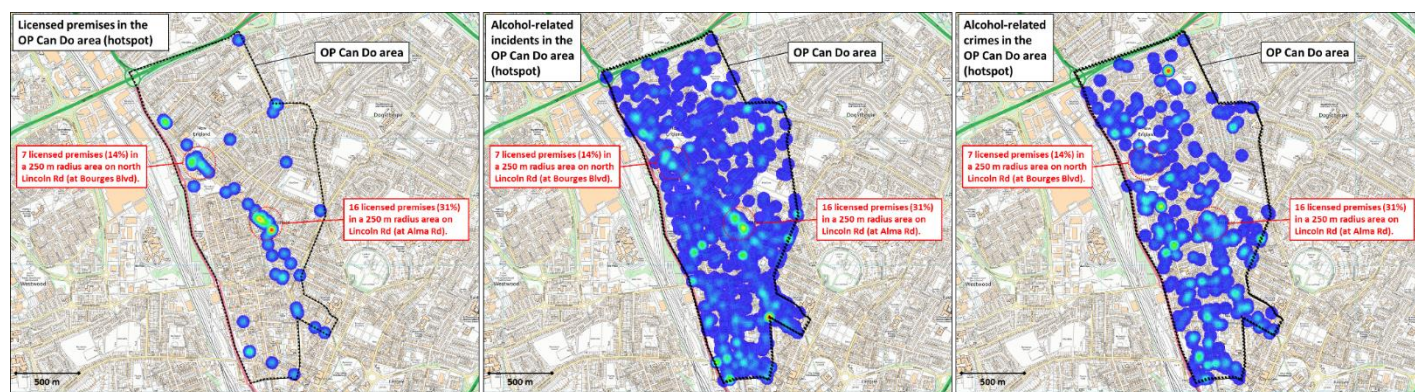 Licensed premises in the
OP Can Do area (hotspot)
OP Can Do area
New
England
Dogsthorpe
7 licensed premises (14%) in
a 250 m radius area on north
Lincoln Rd (at Bourges Blvd).
16 licensed premises (31%)
in a 250 m radius area on
Lincoln Rd (at Alma Rd).
Westwood
500 m
Alcohol-related
incidents in the
OP Can Do area
(hotspot)
OP Can Do area
Dogsthorpe
7 licensed premises (14%) in
a 250 m radius area on north
Lincoln Rd (at Bourges Blvd).
16 licensed premises (31%)
in a 250 m radius area on
Lincoln Rd (at Alma Rd).
Westwood
500 m
Alcohol-related
crimes in the
OP Can Do area
(hotspot)
OP Can Do area
England
Dogsthorpe
7 licensed premises (14%) in
a 250 m radius area on north
Lincoln Rd (at Bourges Blvd).
16 licensed premises (31%)
in a 250 m radius area on
Lincoln Rd (at Alma Rd).
Westwood
500 m